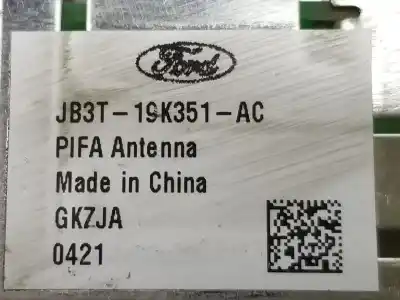 Ford
JB3T-19K351-AC
PIFA Antenna
Made in China
GKZJA
0421